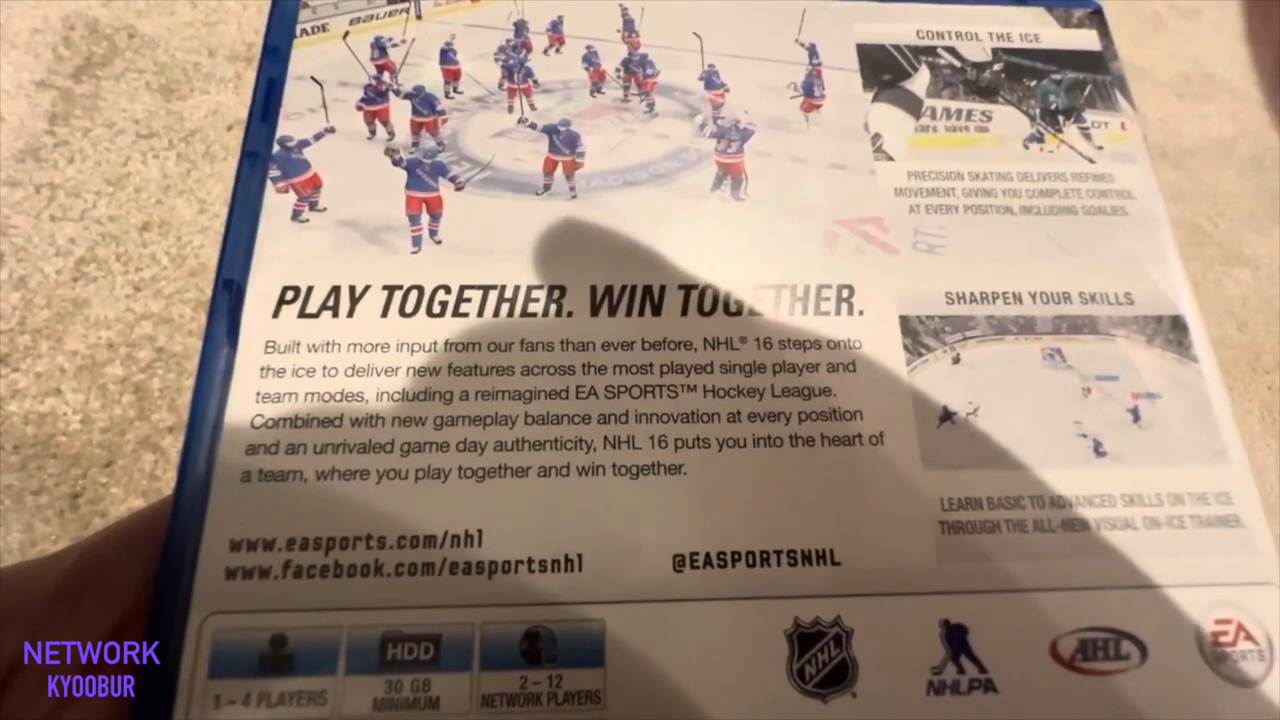 BAUER
CONTROL THE ICE
PRECISION SKATING DELIVERS REFINED
MOVEMENT, GIVING YOU COMPLETE CONTROL
AT EVERY POSITION, INCLUDING GOALIES.
PLAY TOGETHER. WIN TOGETHER.
Built with more input from our fans than ever before, NHL® 16 steps onto
the ice to deliver new features across the most played single player and
team modes, including a reimagined EA SPORTS™ Hockey League.
Combined with new gameplay balance and innovation at every position
and an unrivaled game day authenticity, NHL 16 puts you into the heart of
a team, where you play together and win together.
SHARPEN YOUR SKILLS
LEARN BASIC TO ADVANCED SKILLS ON THE ICE
THROUGH THE ALL-NEW VISUAL ON-ICE TRAINER.
www.easports.com/nhl
www.facebook.com/easportsnhl
@EASPORTSNHL
1-4 PLAYERS
HDD
30 GB
MINIMUM
2-12
NETWORK PLAYERS
NHL
NHLPA
AHL
EA
SPORTS
NETWORK
KYOOBUR